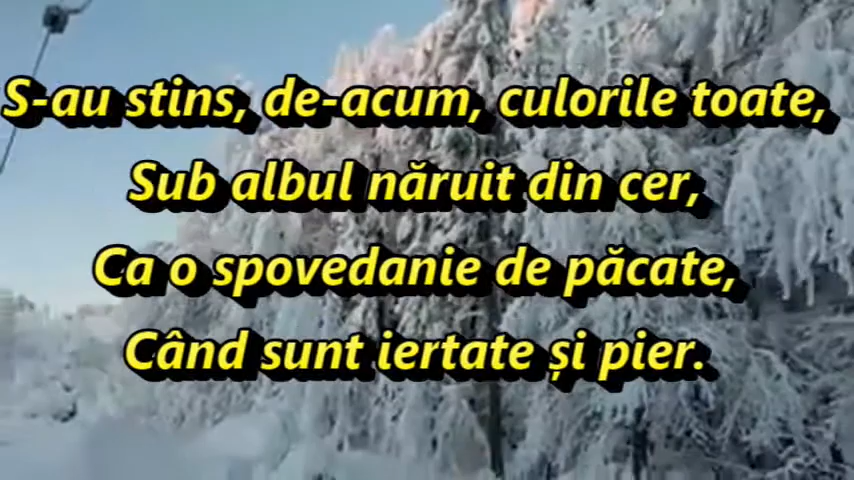 S-au stins, de-acum, culorile toate,
Sub albul năruit din cer,
Ca o spovedanie de păcate,
Când sunt iertate și pier.